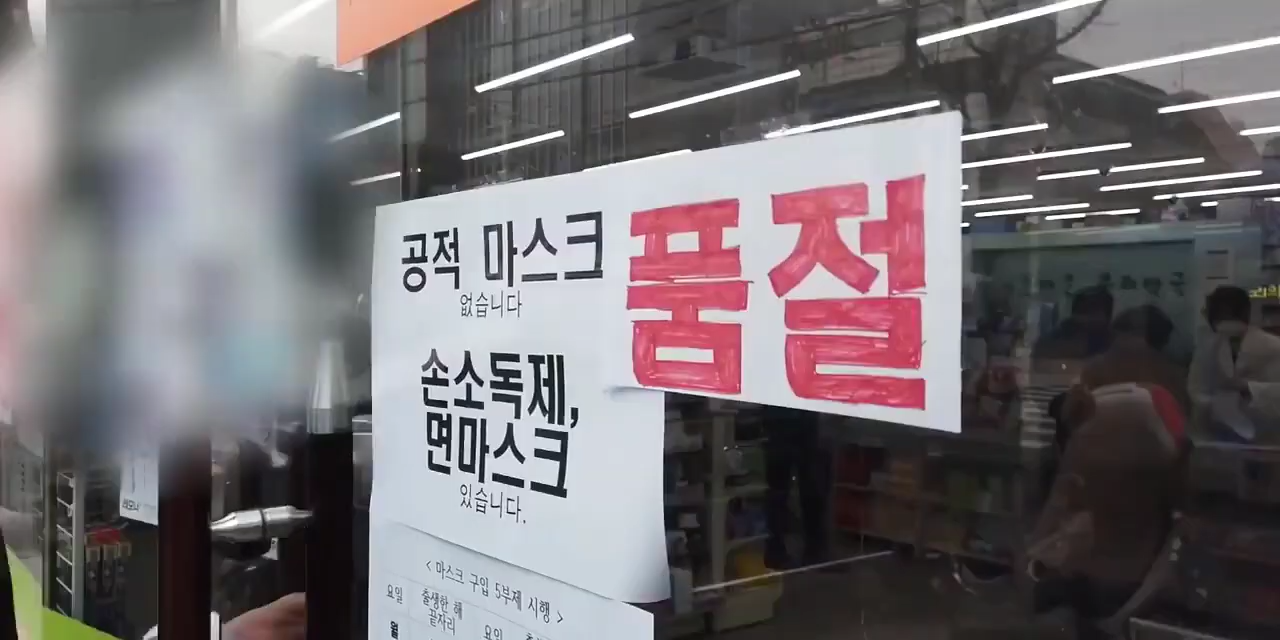 공적 마스크
없습니다
품절
손소독제,
면마스크
있습니다.
< 마스크 구입 5부제 시행 >
요일 출생한 해 끝자리 요일
월